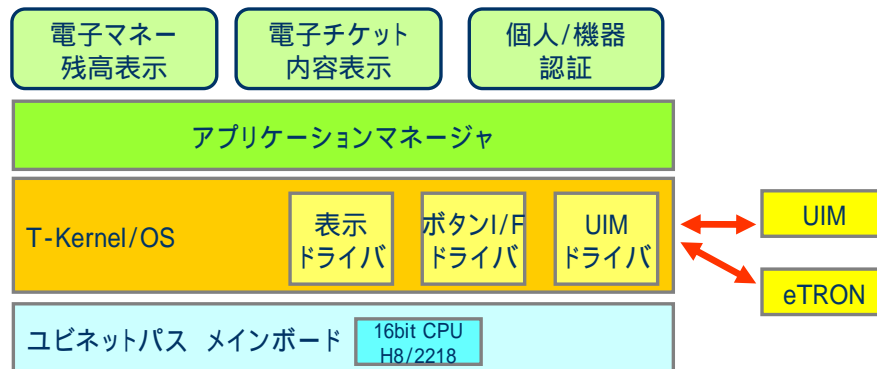 電子マネー
残高表示
電子チケット
内容表示
個人/機器
認証
アプリケーションマネージャ
T-Kernel/OS
表示
ドライバ
ボタンI/F
ドライバ
UIM
ドライバ
UIM
eTRON
ユビネットパス メインボード
16bit CPU
H8/2218